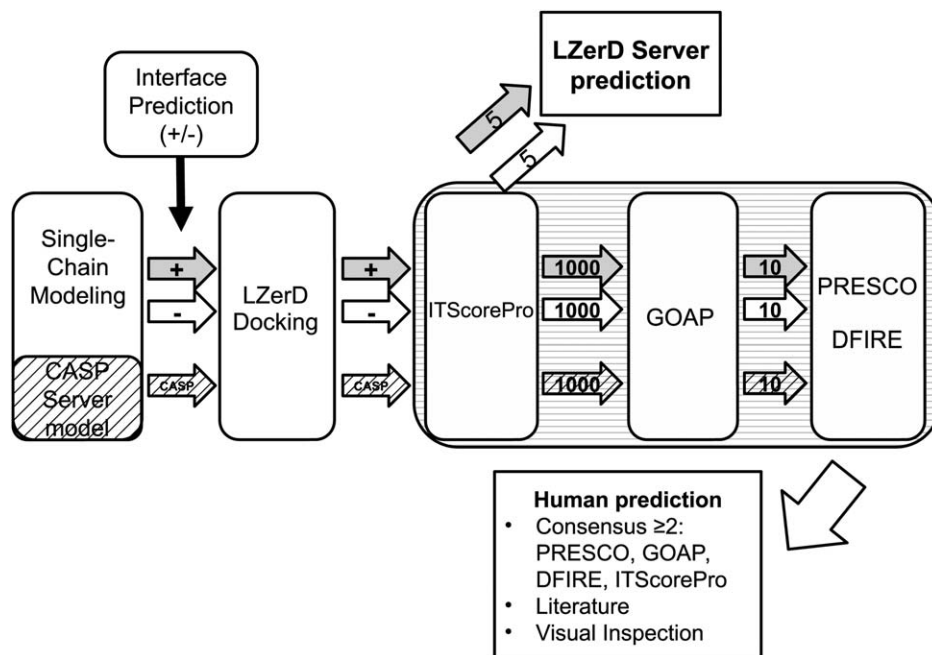 LZerD Server
prediction
Interface
Prediction
(+/-)
5
5
Single-
Chain
Modeling
CASP
Server
model
+
-
CASP
LZerD
Docking
+
-
CASP
ITScorePro
1000
1000
1000
GOAP
10
10
10
PRESCO
DFIRE
Human prediction
• Consensus ≥2:
PRESCO, GOAP,
DFIRE, ITScorePro
• Literature
• Visual Inspection